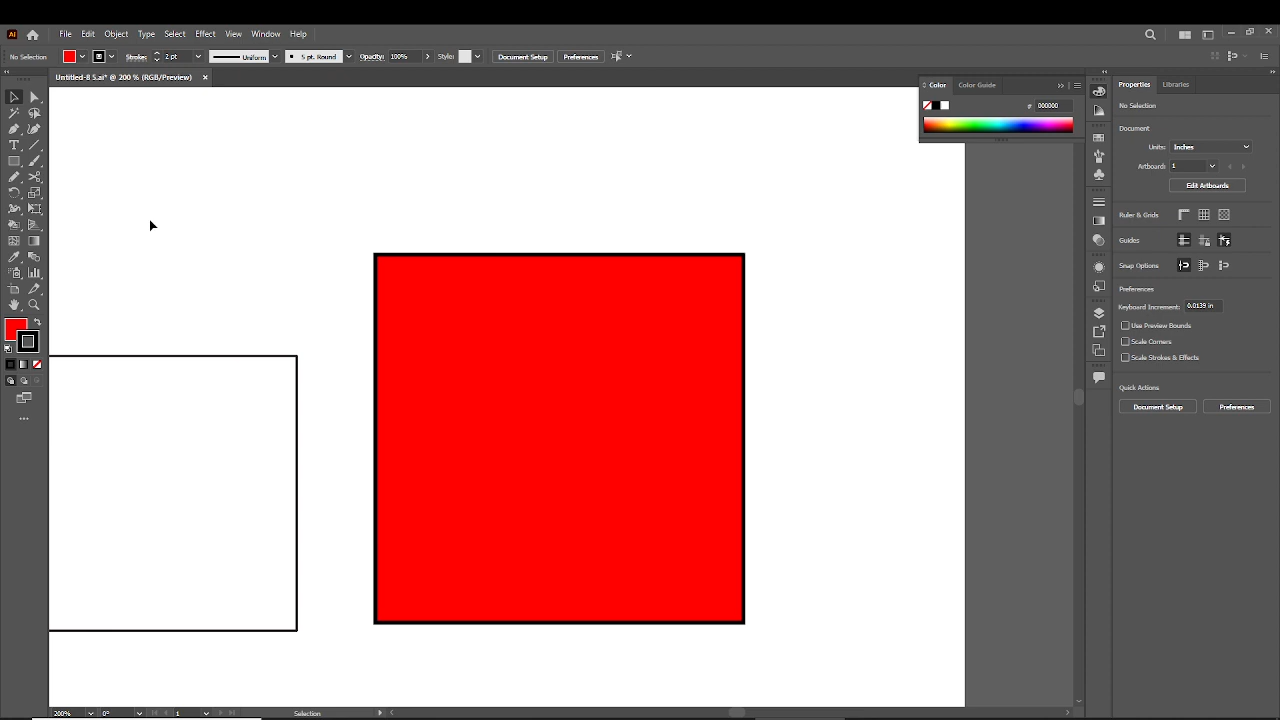 Ai File Edit Object Type Select Effect View Window Help
No Selection Stroke: 2 pt Uniform 5 pt. Round Opacity: 100% Style: Document Setup Preferences
Untitled-8 5.ai* @ 200 % (RGB/Preview) ×
Color Color Guide
# 000000
Properties Libraries
No Selection
Document
Units: Inches
Artboard: 1
Edit Artboards
Ruler & Grids
Guides
Snap Options
Preferences
Keyboard Increment: 0.0139 in
Use Preview Bounds
Scale Corners
Scale Strokes & Effects
Quick Actions
Document Setup Preferences
200% 0° 1 Selection